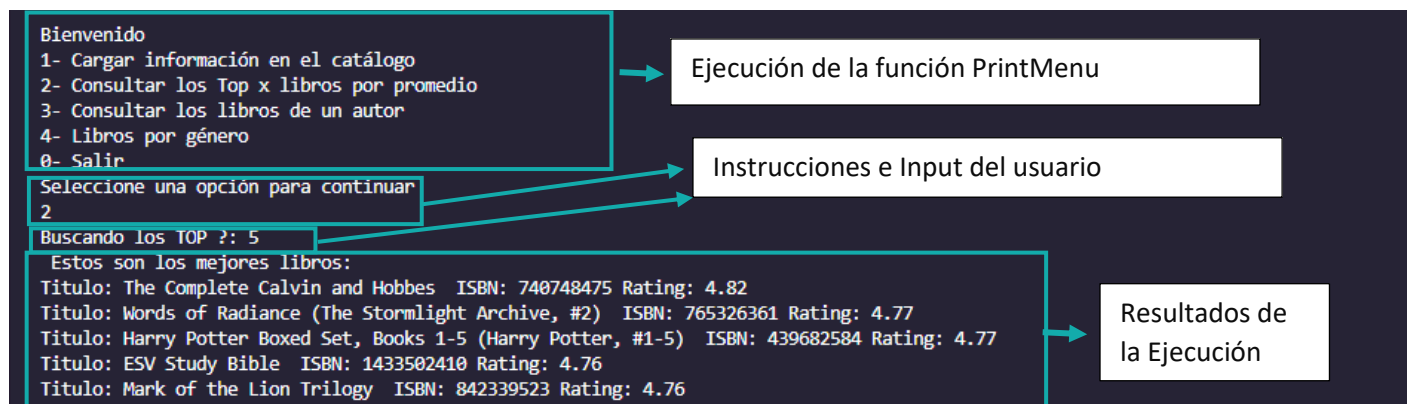 Bienvenido
1- Cargar información en el catálogo
2- Consultar los Top x libros por promedio
3- Consultar los libros de un autor
4- Libros por género
0- Salir
Ejecución de la función PrintMenu
Seleccione una opción para continuar
2
Buscando los TOP ?: 5
Instrucciones e Input del usuario
Estos son los mejores libros:
Titulo: The Complete Calvin and Hobbes  ISBN: 740748475 Rating: 4.82
Titulo: Words of Radiance (The Stormlight Archive, #2)  ISBN: 765326361 Rating: 4.77
Titulo: Harry Potter Boxed Set, Books 1-5 (Harry Potter, #1-5)  ISBN: 439682584 Rating: 4.77
Titulo: ESV Study Bible  ISBN: 1433502410 Rating: 4.76
Titulo: Mark of the Lion Trilogy  ISBN: 842339523 Rating: 4.76
Resultados de
la Ejecución